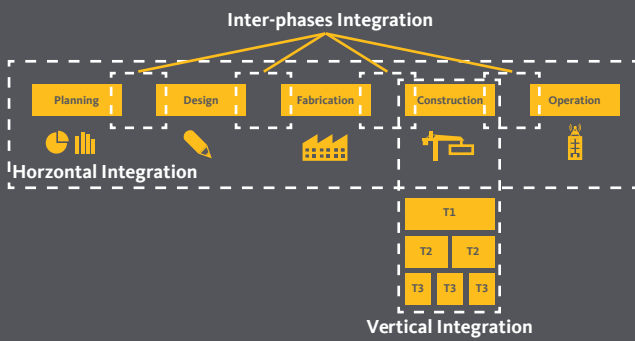 Inter-phases Integration
Planning
Design
Fabrication
Construction
Operation
Horzontal Integration
T1
T2 T2
T3 T3 T3
Vertical Integration